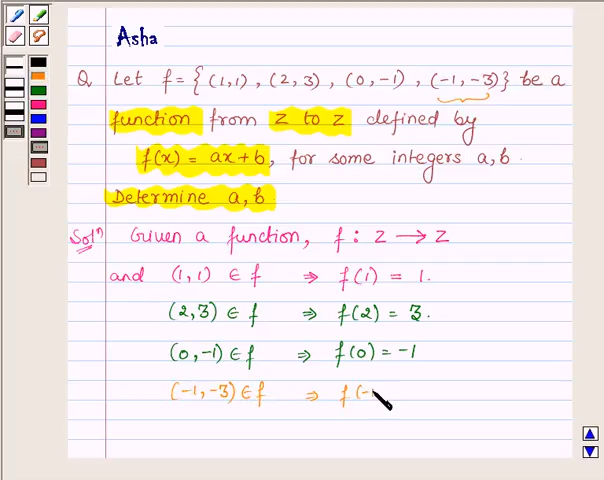 Asha
Q Let f = { (1,1) , (2,3) , (0,-1) , (-1,-3)} be a
function from Z to Z defined by
f(x) = ax+b, for some integers a,b.
Determine a,b
Solⁿ Given a function, f : Z → Z
and (1,1) ∈ f ⇒ f(1) = 1.
(2,3) ∈ f ⇒ f(2) = 3.
(0,-1) ∈ f ⇒ f(0) = -1
(-1,-3) ∈ f ⇒ f(-1